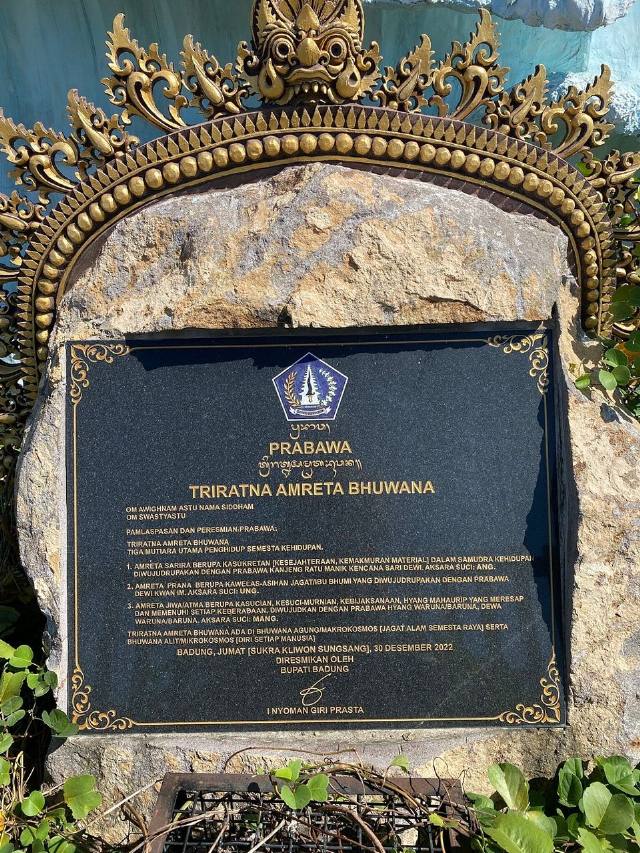 PRABAWA
TRIRATNA AMRETA BHUWANA
OM AWIGHNAM ASTU NAMA SIDDHAM
OM SWASTYASTU
PAMLASPASAN DAN PERESMIAN PRABAWA:
TRIRATNA AMRETA BHUWANA
TIGA MUTIARA UTAMA PENGHIDUP SEMESTA KEHIDUPAN.
1. AMRETA SARIRA BERUPA KASUKRETAN [KESEJAHTERAAN, KEMAKMURAN MATERIAL] DALAM SAMUDRA KEHIDUPAN
DIWUJUDRUPAKAN DENGAN PRABAWA KANJENG RATU MANIK KENCANA SARI DEWI. AKSARA SUCI: ANG.
2. AMRETA PRANA BERUPA KAWELAS-ASIHAN JAGATIBU BHUMI YANG DIWUJUDRUPAKAN DENGAN PRABAWA
DEWI KWAN IM. AKSARA SUCI: UNG.
3. AMRETA JIWA/ATMA BERUPA KASUCIAN, KEBUCI-MURNIAN, KEBIJAKSANAAN, HYANG MAHAURIP YANG MERESAP
DAN MEMENUHI SETIAP KEBERADAAN. DIWUJUDKAN DENGAN PRABAWA HYANG WARUNA/BARUNA, DEWA
WARUNA/BARUNA. AKSARA SUCI: MANG.
TRIRATNA AMRETA BHUWANA ADA DI BHUWANA AGUNG/MAKROKOSMOS [JAGAT ALAM SEMESTA RAYA] SERTA
BHUWANA ALIT/MIKROKOSMOS [DIRI SETIAP MANUSIA]
BADUNG, JUMAT [SUKRA KLIWON SUNGSANG], 30 DESEMBER 2022
DIRESMIKAN OLEH
BUPATI BADUNG
I NYOMAN GIRI PRASTA